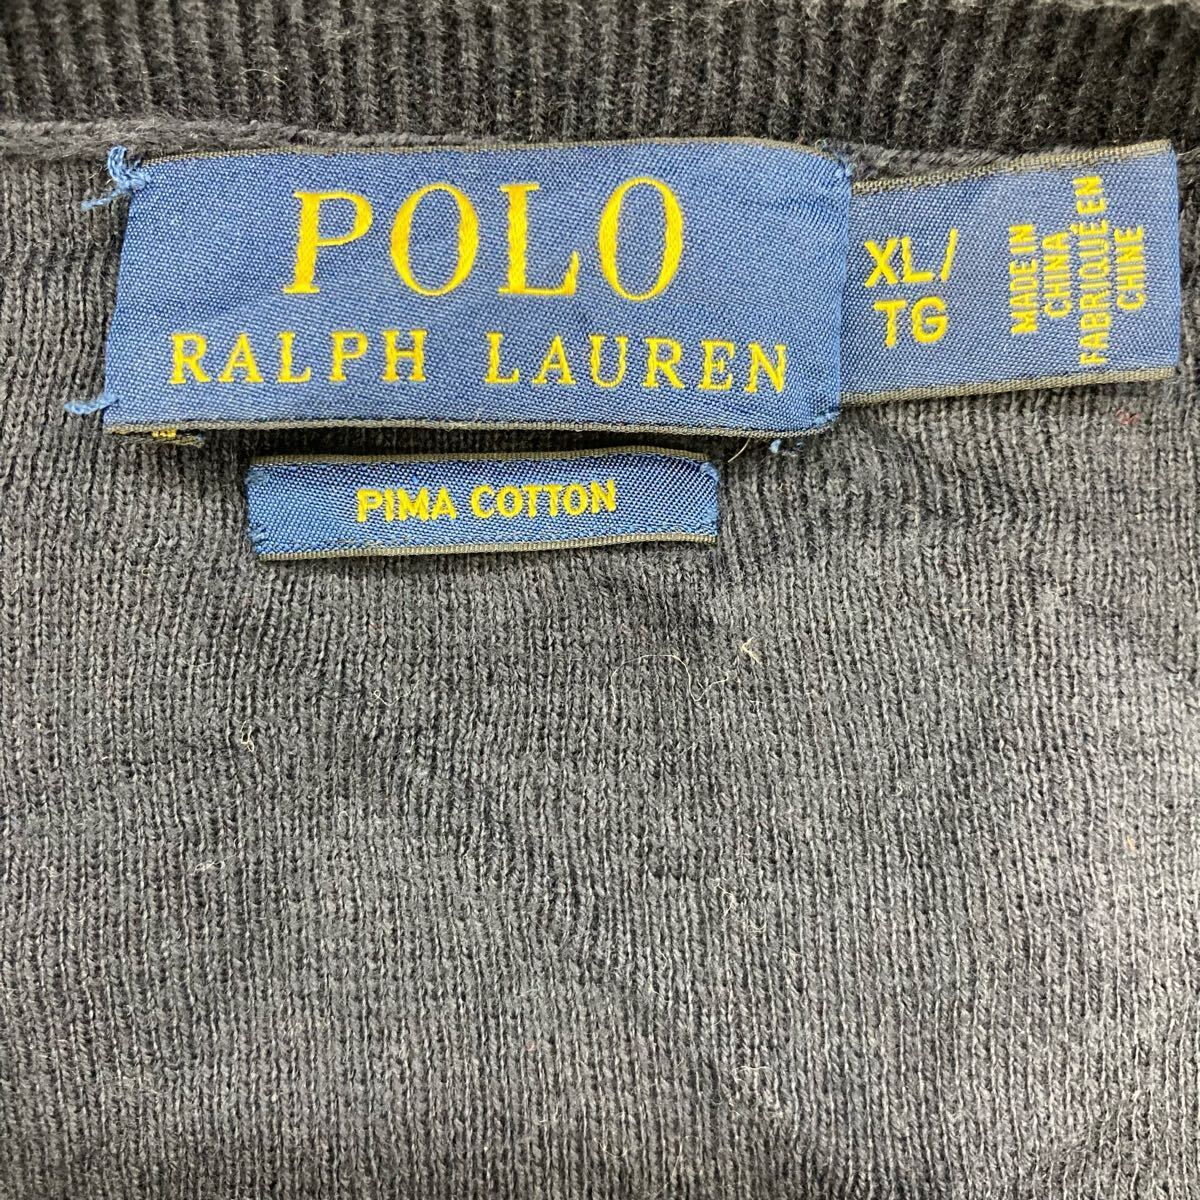 POLO
RALPH LAUREN
XL/
TG
MADE IN
CHINA
FABRIQUÉ EN
CHINE
PIMA COTTON